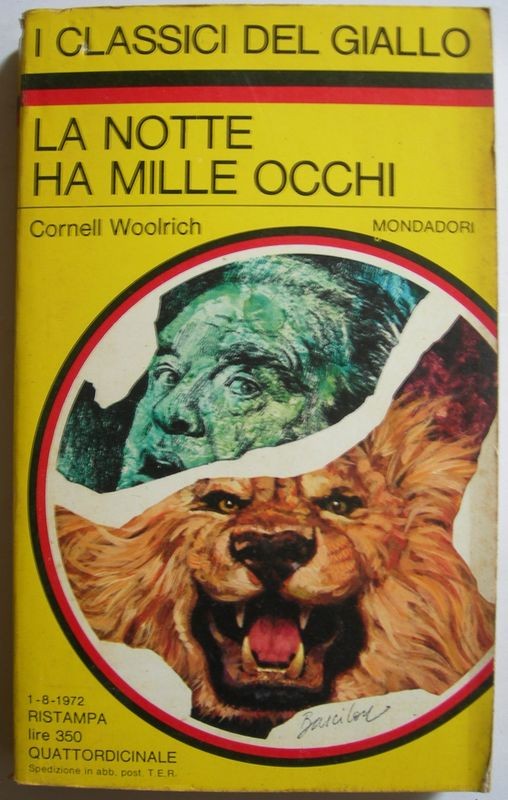 I CLASSICI DEL GIALLO
LA NOTTE
HA MILLE OCCHI
Cornell Woolrich
MONDADORI
1-8-1972
RISTAMPA
lire 350
QUATTORDICINALE
Spedizione in abb. post. T.E.R.